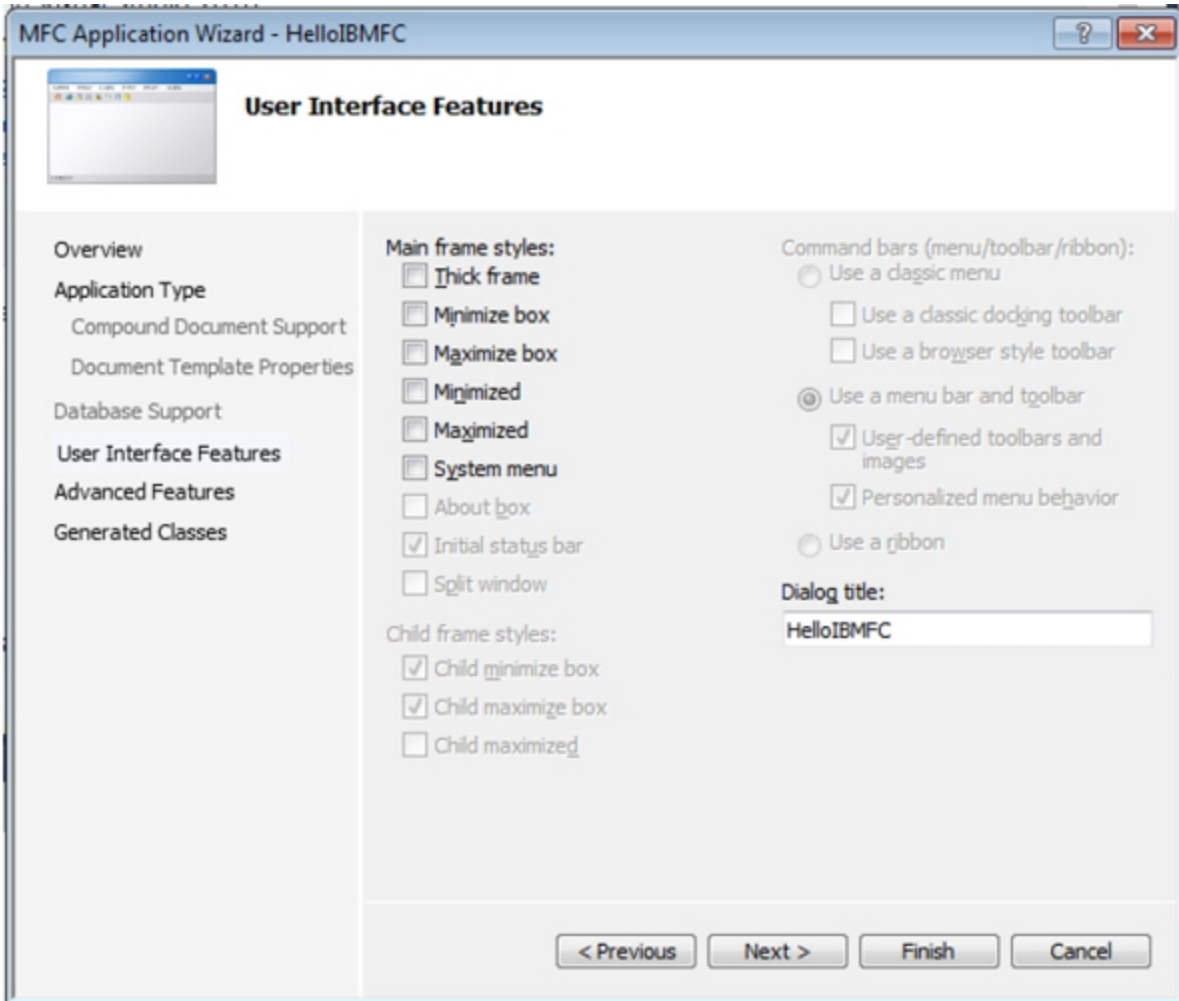 MFC Application Wizard - HelloIBMFC
User Interface Features
Overview
Application Type
Compound Document Support
Document Template Properties
Database Support
User Interface Features
Advanced Features
Generated Classes
Main frame styles:
Thick frame
Minimize box
Maximize box
Minimized
Maximized
System menu
About box
Initial status bar
Split window
Child frame styles:
Child minimize box
Child maximize box
Child maximized
Command bars (menu/toolbar/ribbon):
Use a classic menu
Use a classic docking toolbar
Use a browser style toolbar
Use a menu bar and toolbar
User-defined toolbars and
images
Personalized menu behavior
Use a ribbon
Dialog title:
HelloIBMFC
< Previous
Next >
Finish
Cancel